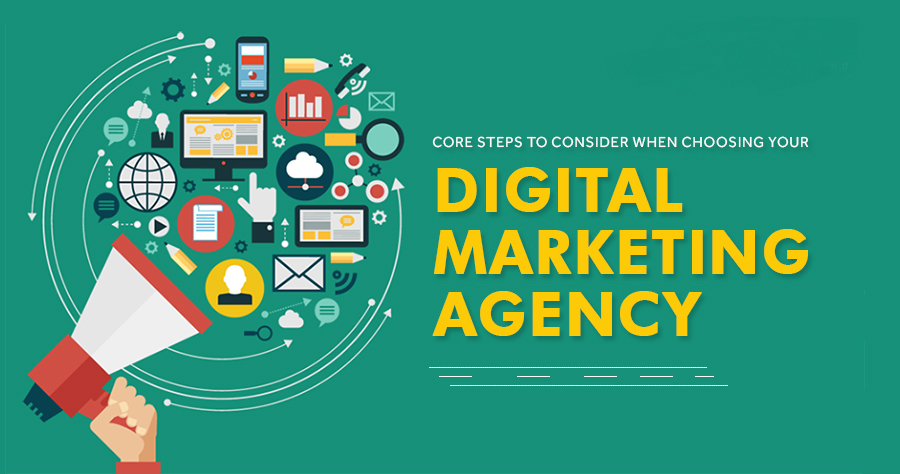 CORE STEPS TO CONSIDER WHEN CHOOSING YOUR
DIGITAL
MARKETING
AGENCY